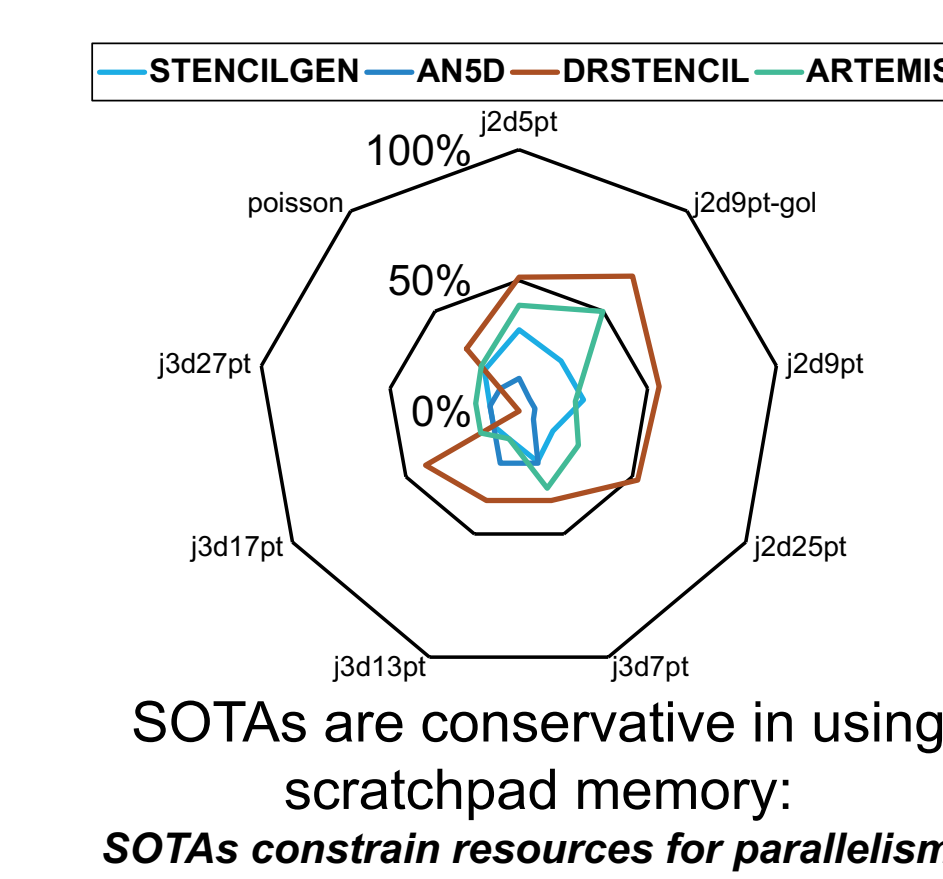 STENCILGEN AN5D DRSTENCIL ARTEMIS
j2d5pt
100%
poisson j2d9pt-gol
50%
j3d27pt j2d9pt
0%
j3d17pt j2d25pt
j3d13pt j3d7pt
SOTAs are conservative in using
scratchpad memory:
SOTAs constrain resources for parallelism